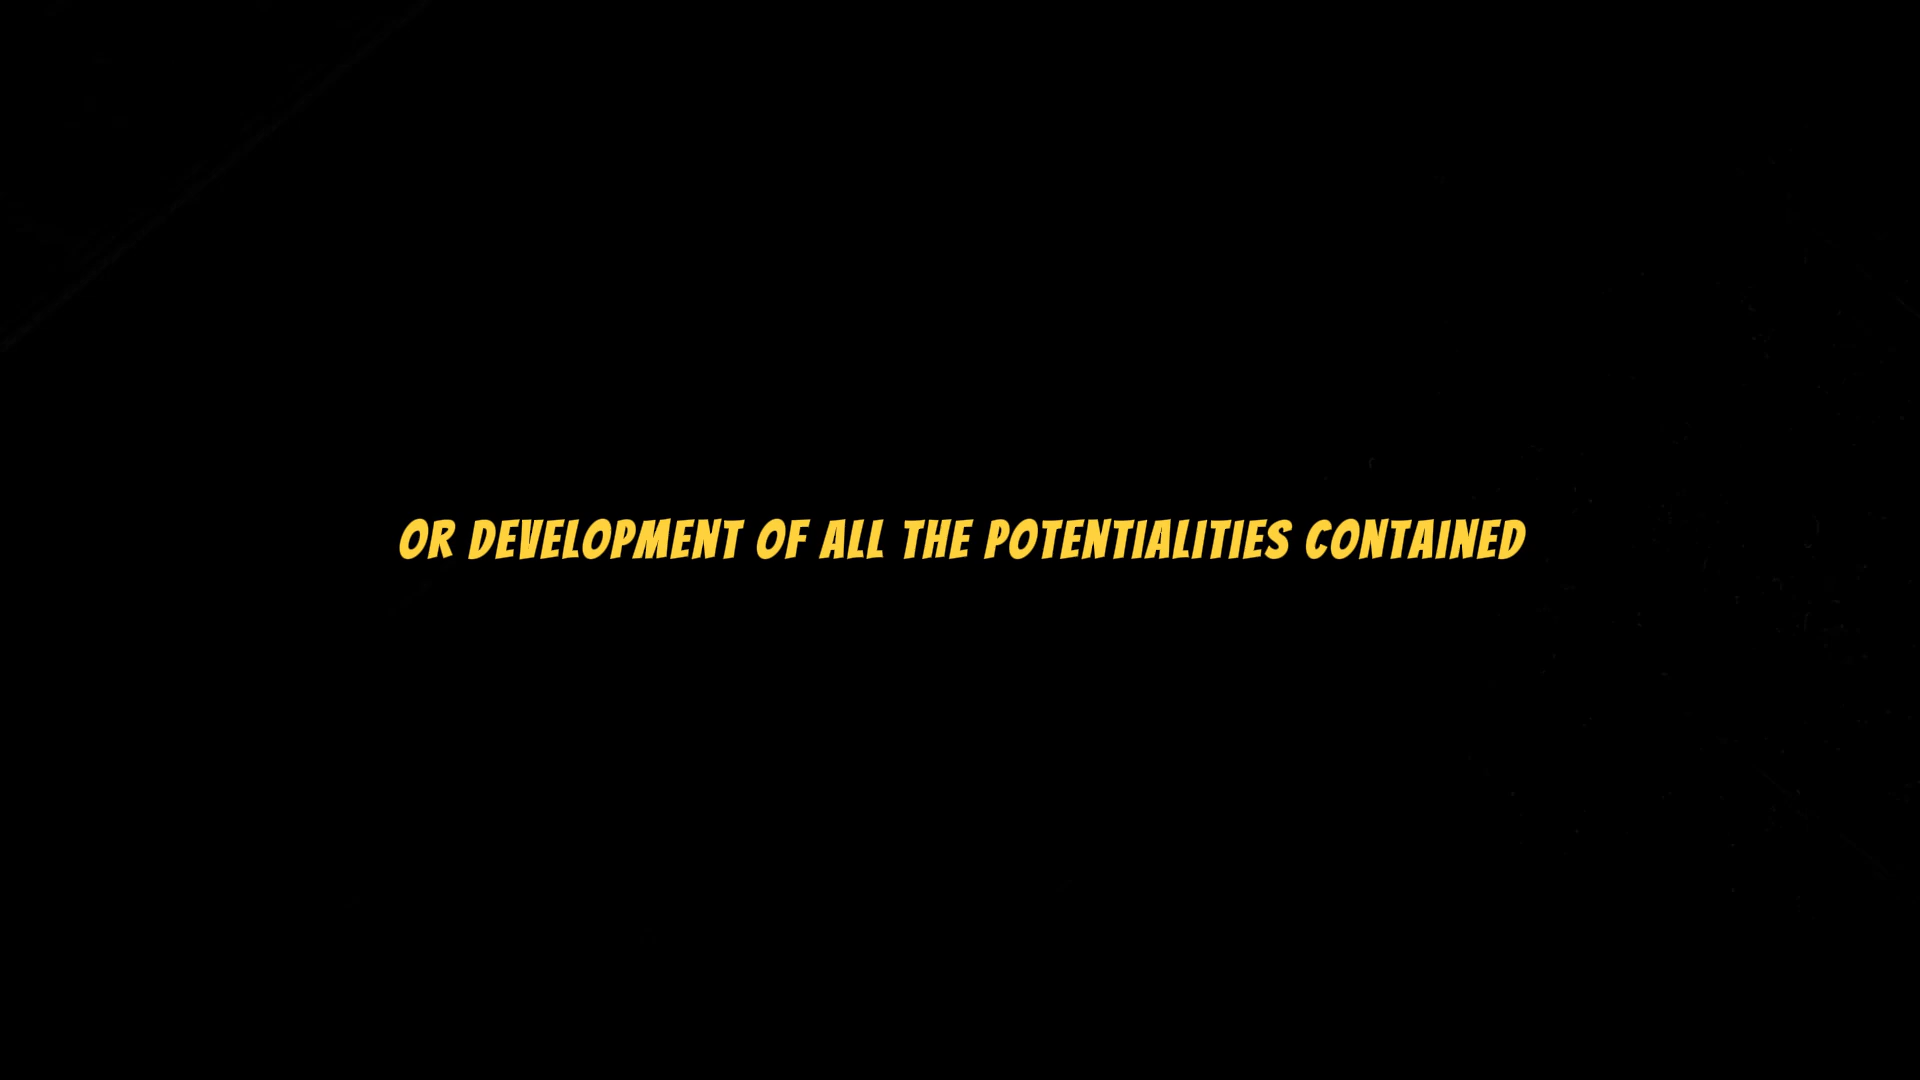 OR DEVELOPMENT OF ALL THE POTENTIALITIES CONTAINED